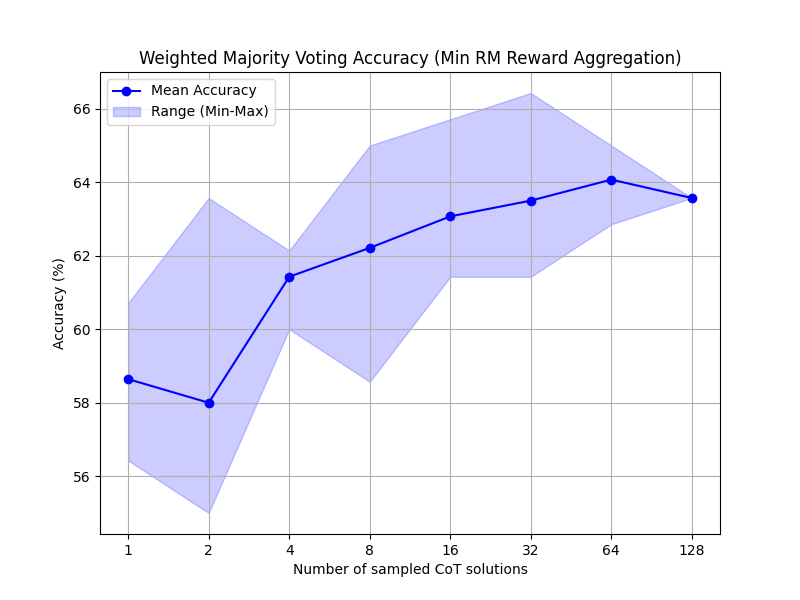 Weighted Majority Voting Accuracy (Min RM Reward Aggregation)
Mean Accuracy
Range (Min-Max)
66
64
62
60
58
56
Accuracy (%)
1 2 4 8 16 32 64 128
Number of sampled CoT solutions